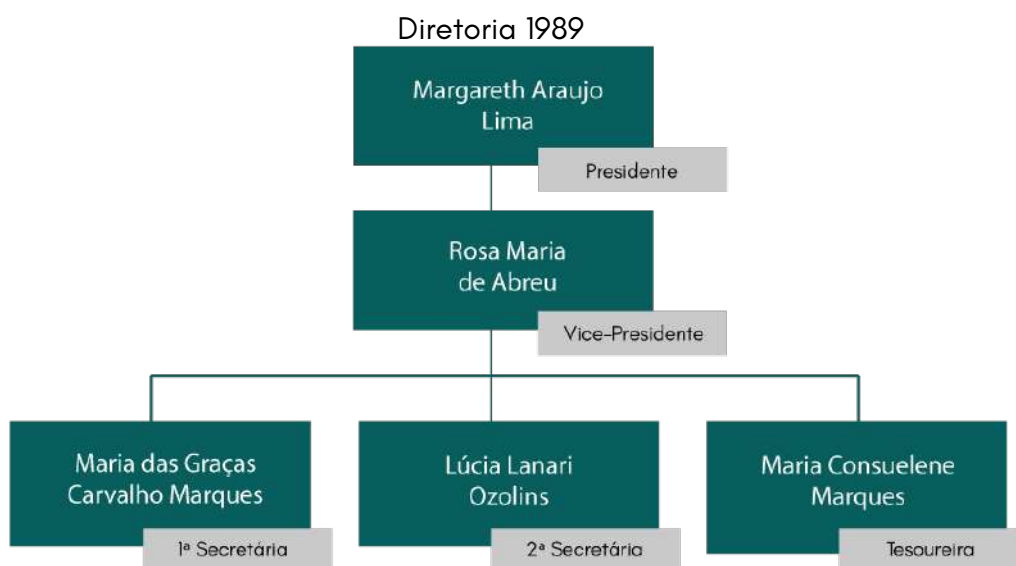 Diretoria 1989
Margareth Araujo
Lima
Presidente
Rosa Maria
de Abreu
Vice-Presidente
Maria das Graças
Carvalho Marques
1ª Secretária
Lúcia Lanari
Ozolins
2ª Secretária
Maria Consuelene
Marques
Tesoureira